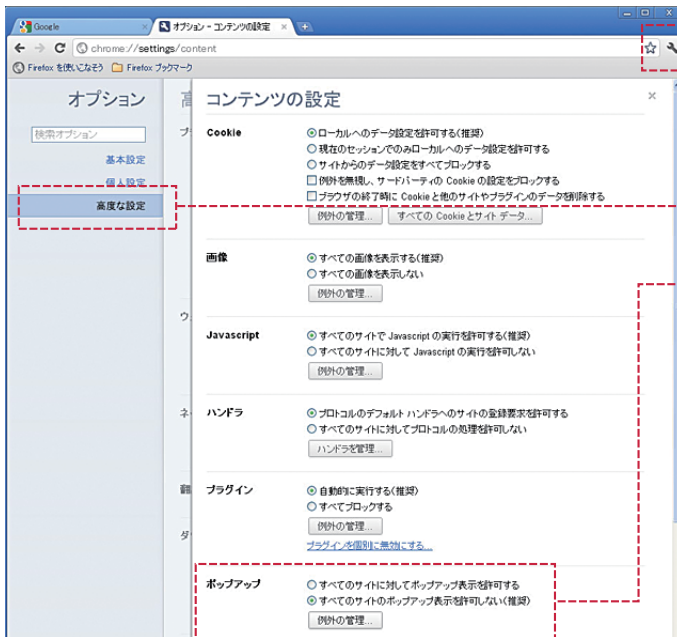 Google
オプション - コンテンツの設定
chrome://settings/content
Firefox を使いこなそう Firefox ブックマーク
オプション
検索オプション
基本設定
個人設定
高度な設定
コンテンツの設定
Cookie
ローカルへのデータ設定を許可する(推奨)
現在のセッションでのみローカルへのデータ設定を許可する
サイトからのデータ設定をすべてブロックする
例外を無視し、サードパーティの Cookie の設定をブロックする
ブラウザの終了時に Cookie と他のサイトやプラグインのデータを削除する
例外の管理... すべての Cookie とサイト データ...
画像
すべての画像を表示する(推奨)
すべての画像を表示しない
例外の管理...
Javascript
すべてのサイトで Javascript の実行を許可する(推奨)
すべてのサイトに対して Javascript の実行を許可しない
例外の管理...
ハンドラ
プロトコルのデフォルト ハンドラへのサイトの登録要求を許可する
すべてのサイトに対してプロトコルの処理を許可しない
ハンドラを管理...
プラグイン
自動的に実行する(推奨)
すべてブロックする
例外の管理...
プラグインを個別に無効にする...
ポップアップ
すべてのサイトに対してポップアップ表示を許可する
すべてのサイトのポップアップ表示を許可しない(推奨)
例外の管理...